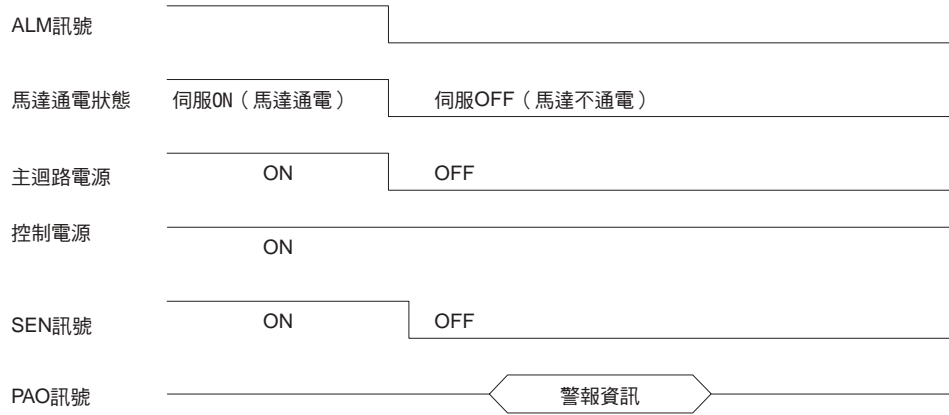 ALM訊號
馬達通電狀態 伺服ON（馬達通電） 伺服OFF（馬達不通電）
主迴路電源 ON OFF
控制電源
ON
SEN訊號 ON OFF
PAO訊號 警報資訊